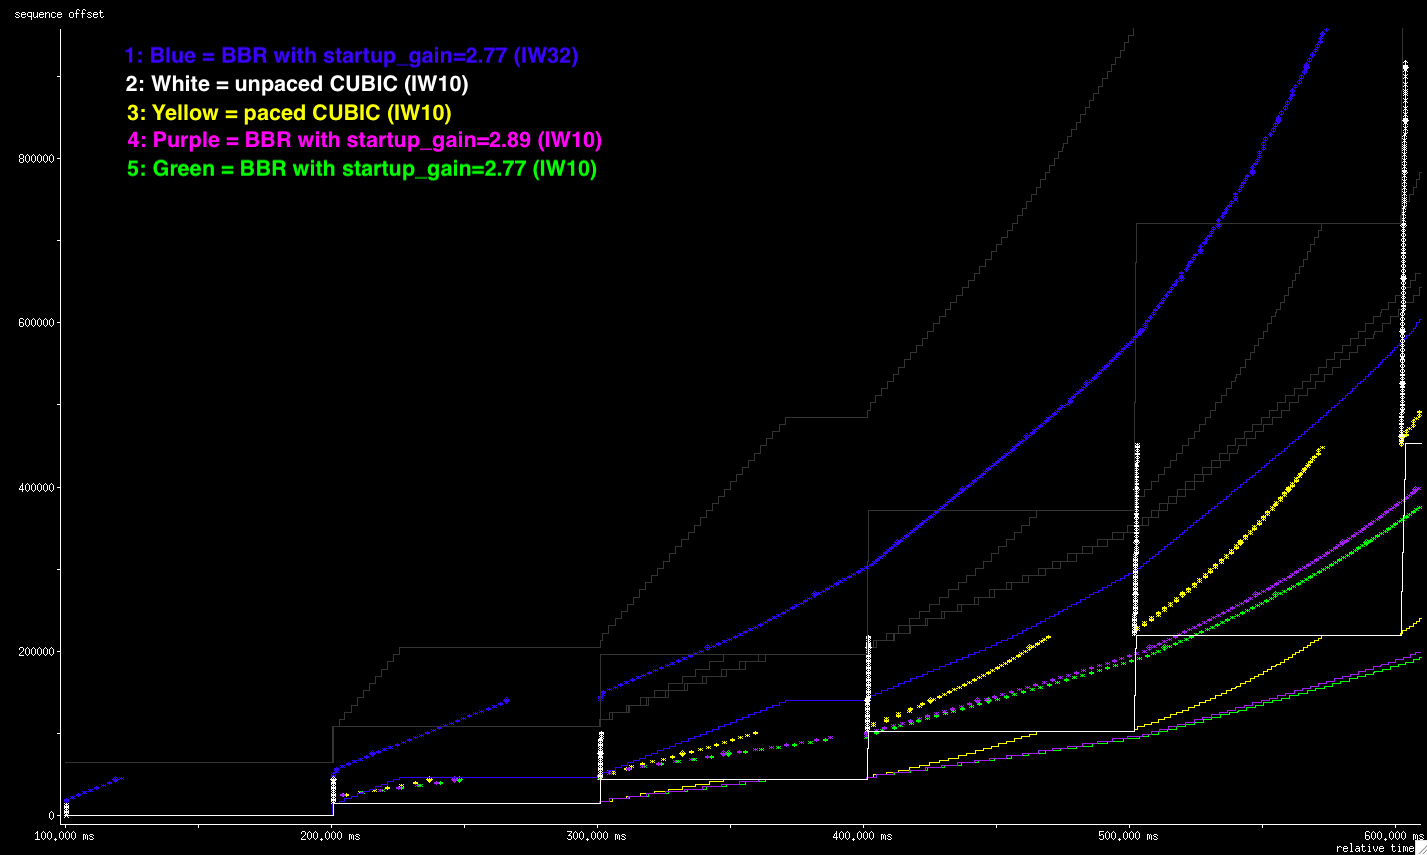 sequence offset
1: Blue = BBR with startup_gain=2.77 (IW32)
2: White = unpaced CUBIC (IW10)
3: Yellow = paced CUBIC (IW10)
4: Purple = BBR with startup_gain=2.89 (IW10)
5: Green = BBR with startup_gain=2.77 (IW10)
800000
600000
400000
200000
0
100,000 ms 200,000 ms 300,000 ms 400,000 ms 500,000 ms 600,000 ms
relative time